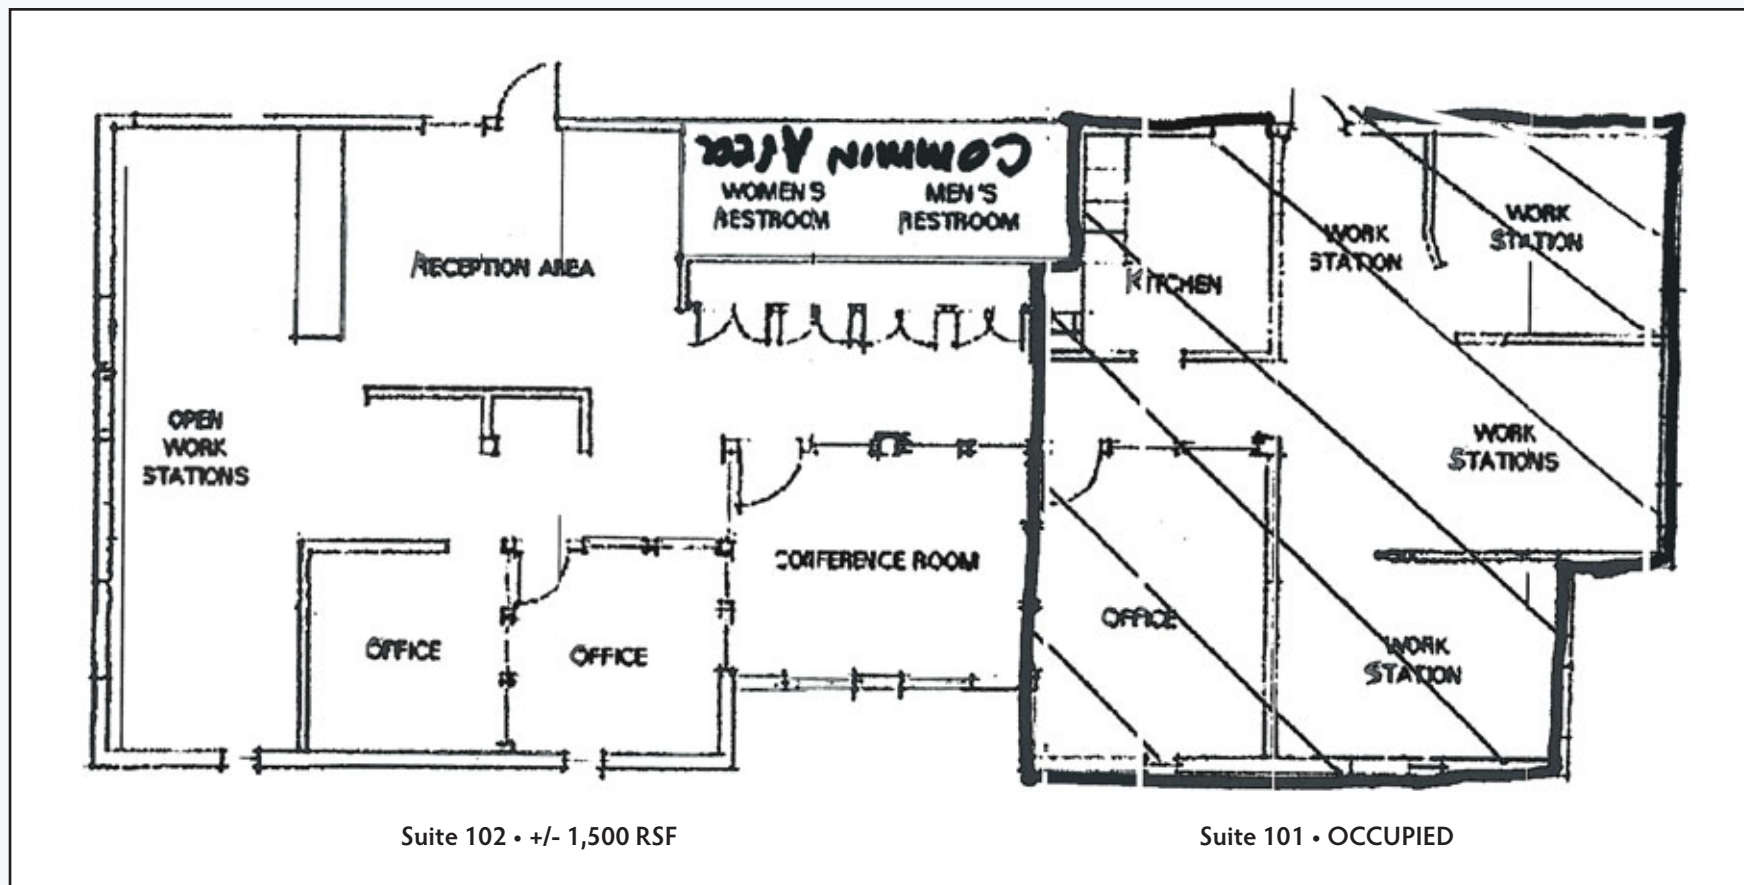 Common Area
WOMEN'S
RESTROOM
MEN'S
RESTROOM
RECEPTION AREA
KITCHEN
WORK
STATION
WORK
STATION
OPEN
WORK
STATIONS
WORK
STATIONS
CONFERENCE ROOM
OFFICE
OFFICE
OFFICE
WORK
STATION
Suite 102 • +/- 1,500 RSF
Suite 101 • OCCUPIED